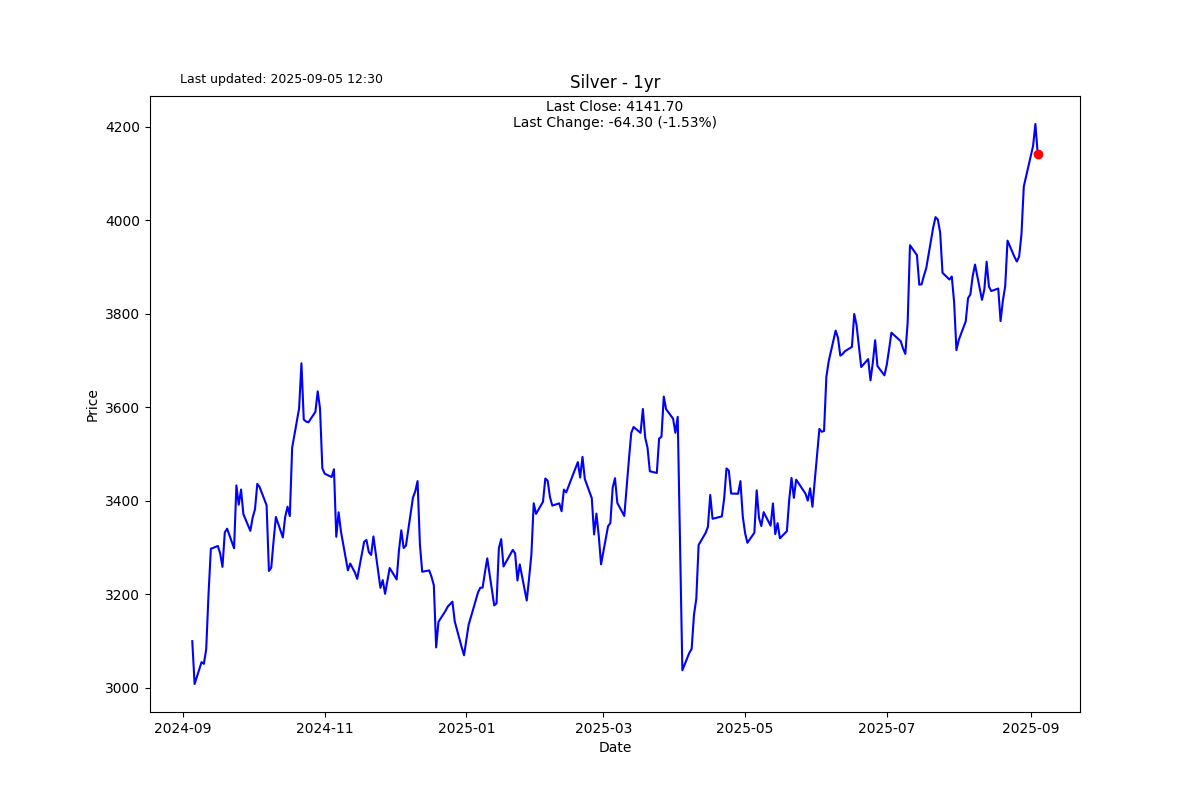 Last updated: 2025-09-05 12:30
Silver - 1yr
Last Close: 4141.70
Last Change: -64.30 (-1.53%)
4200
4000
3800
3600
3400
3200
3000
Price
2024-09
2024-11
2025-01
2025-03
2025-05
2025-07
2025-09
Date